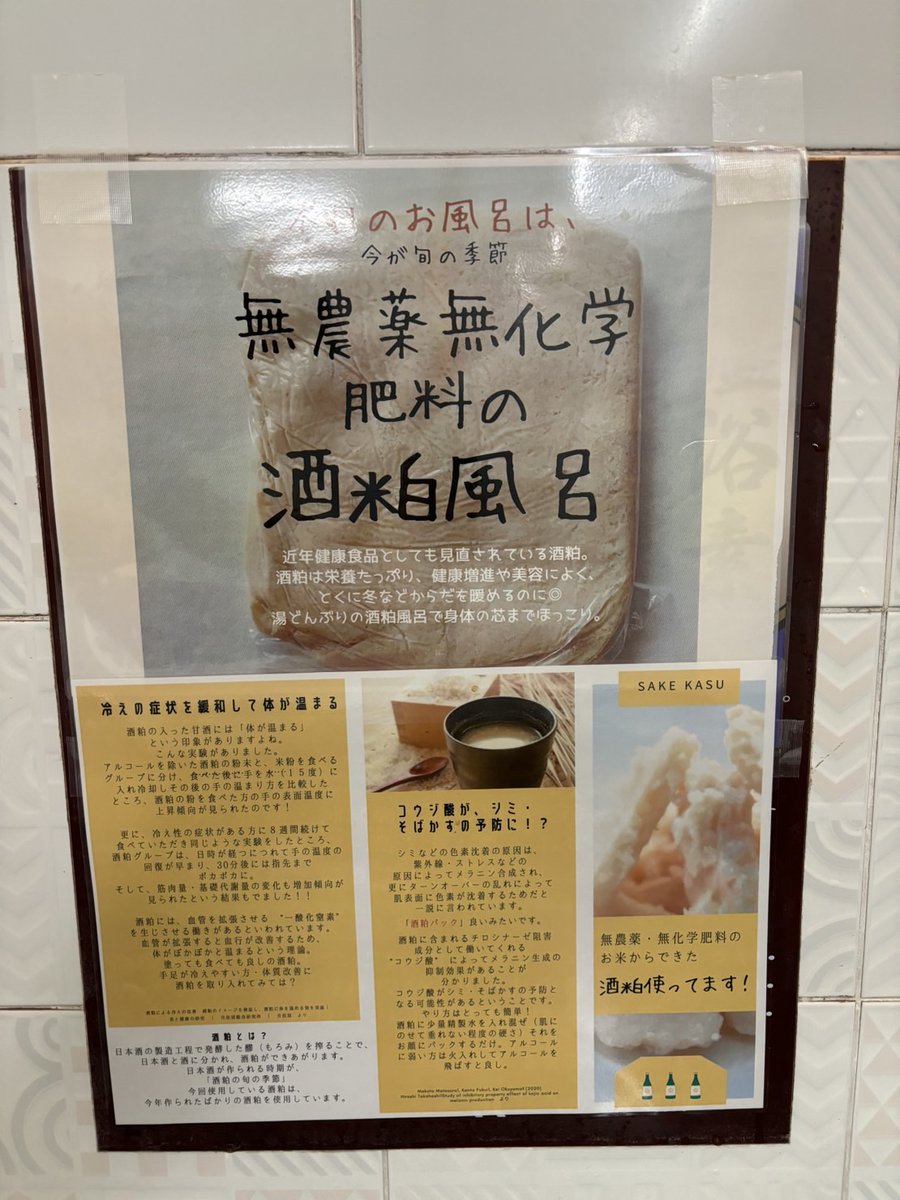 のお風呂は、
今が旬の季節
無農薬無化学
肥料の
酒粕風呂
近年健康食品としても見直されている酒粕。
酒粕は栄養たっぷり、健康増進や美容によく、
とくに冬などからだを暖めるのに◎
湯どんぶりの酒粕風呂で身体の芯までほっこり。
冷えの症状を緩和して体が温まる
酒粕の入った甘酒には「体が温まる」
という印象がありますよね。
こんな実験がありました。
アルコールを除いた酒粕の粉末と、米粉を食べる
グループに分け、食べた後に手を水(15度)に
入れ冷却しその後の手の温まり方を比較した
ところ、酒粕の粉を食べた方の手の表面温度に
上昇傾向が見られたのです!
更に、冷え性の症状がある方に8週間続けて
食べていただき同じような実験をしたところ、
酒粕グループは、日時が経つにつれて手の温度の
回復が早まり、30分後には指先まで
ポカポカに。
そして、筋肉量・基礎代謝量の変化も増加傾向が
見られたという結果もでました!!
酒粕には、血管を拡張させる "一酸化窒素"
を生じさせる働きがあるといわれています。
血管が拡張すると血行が改善するため、
体がぽかぽかと温まるという理論。
塗っても食べても良しの酒粕。
手足が冷えやすい方・体質改善に
酒粕を取り入れてみては?
酒粕とは?
日本酒の製造工程で発酵した醪(もろみ)を搾ることで、
日本酒と酒に分かれ、酒粕ができあがります。
日本酒が作られる時期が、
「酒粕の旬の季節」
今回使用している酒粕は、
今年作られたばかりの酒粕を使用しています。
コウジ酸が、シミ・
そばかすの予防に!?
シミなどの色素沈着の原因は、
紫外線・ストレスなどの
原因によってメラニン合成され、
更にターンオーバーの乱れによって
肌表面に色素が沈着するためだと
一説に言われています。
「酒粕パック」良いみたいです。
酒粕に含まれるチロシナーゼ阻害
成分として働いてくれる
"コウジ酸" がによってメラニン生成の
抑制効果があることが
分かりました。
コウジ酸がシミ・そばかすの予防と
なる可能性があるということです。
やり方はとっても簡単!
酒粕に少量精製水を入れ混ぜ(肌に
のせて垂れない程度の硬さ)それを
お顔にパックするだけ。アルコール
に弱い方は火入れしてアルコールを
飛ばすと良し。
Makoto Matsuura1, Kenta Fukuri, Kei Okuyama1 (2020).
Hiroshi Takahashi1Study of inhibitory property effect of kojic acid on
melanin production より
SAKE KASU
無農薬・無化学肥料の
お米からできた
酒粕使ってます!